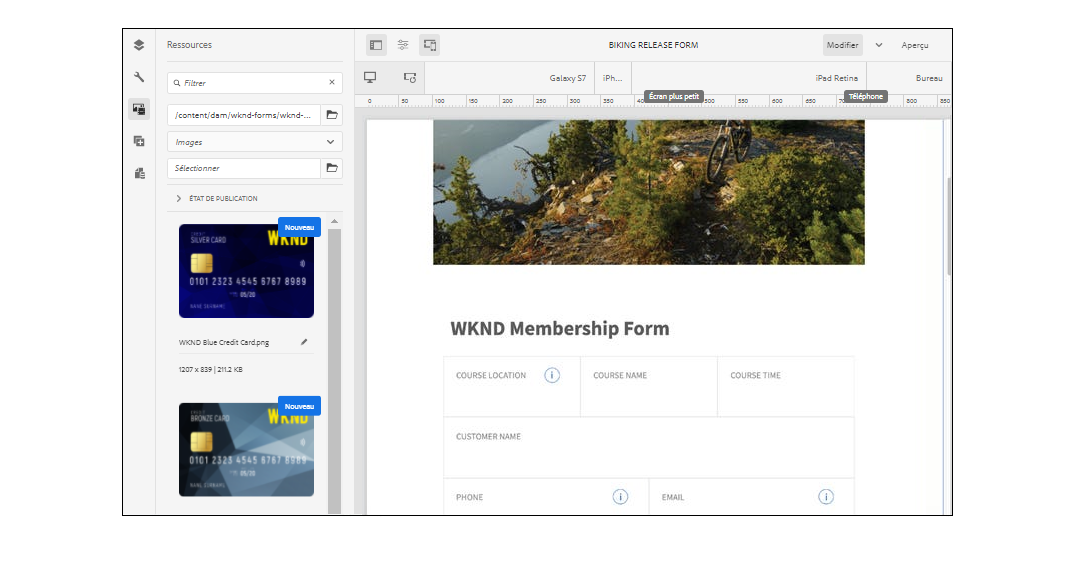 Ressources
BIKING RELEASE FORM
Modifier
Aperçu
Filtrer
Galaxy S7
iPh...
iPad Retina
Bureau
Écran plus petit
Téléphone
0 50 100 150 200 250 300 350 500 550 600 650 800 850
/content/dam/wknd-forms/wknd-...
Images
Sélectionner
ÉTAT DE PUBLICATION
Nouveau
SILVER CARD
WKND
0101 2323 4545 6767 8989
05/20
WKND Blue Credit Card.png
1207 x 839 | 211.2 KB
Nouveau
BRONZE CARD
WKND
0101 2323 4545 6767 8989
05/20
WKND Membership Form
COURSE LOCATION
COURSE NAME
COURSE TIME
CUSTOMER NAME
PHONE
EMAIL